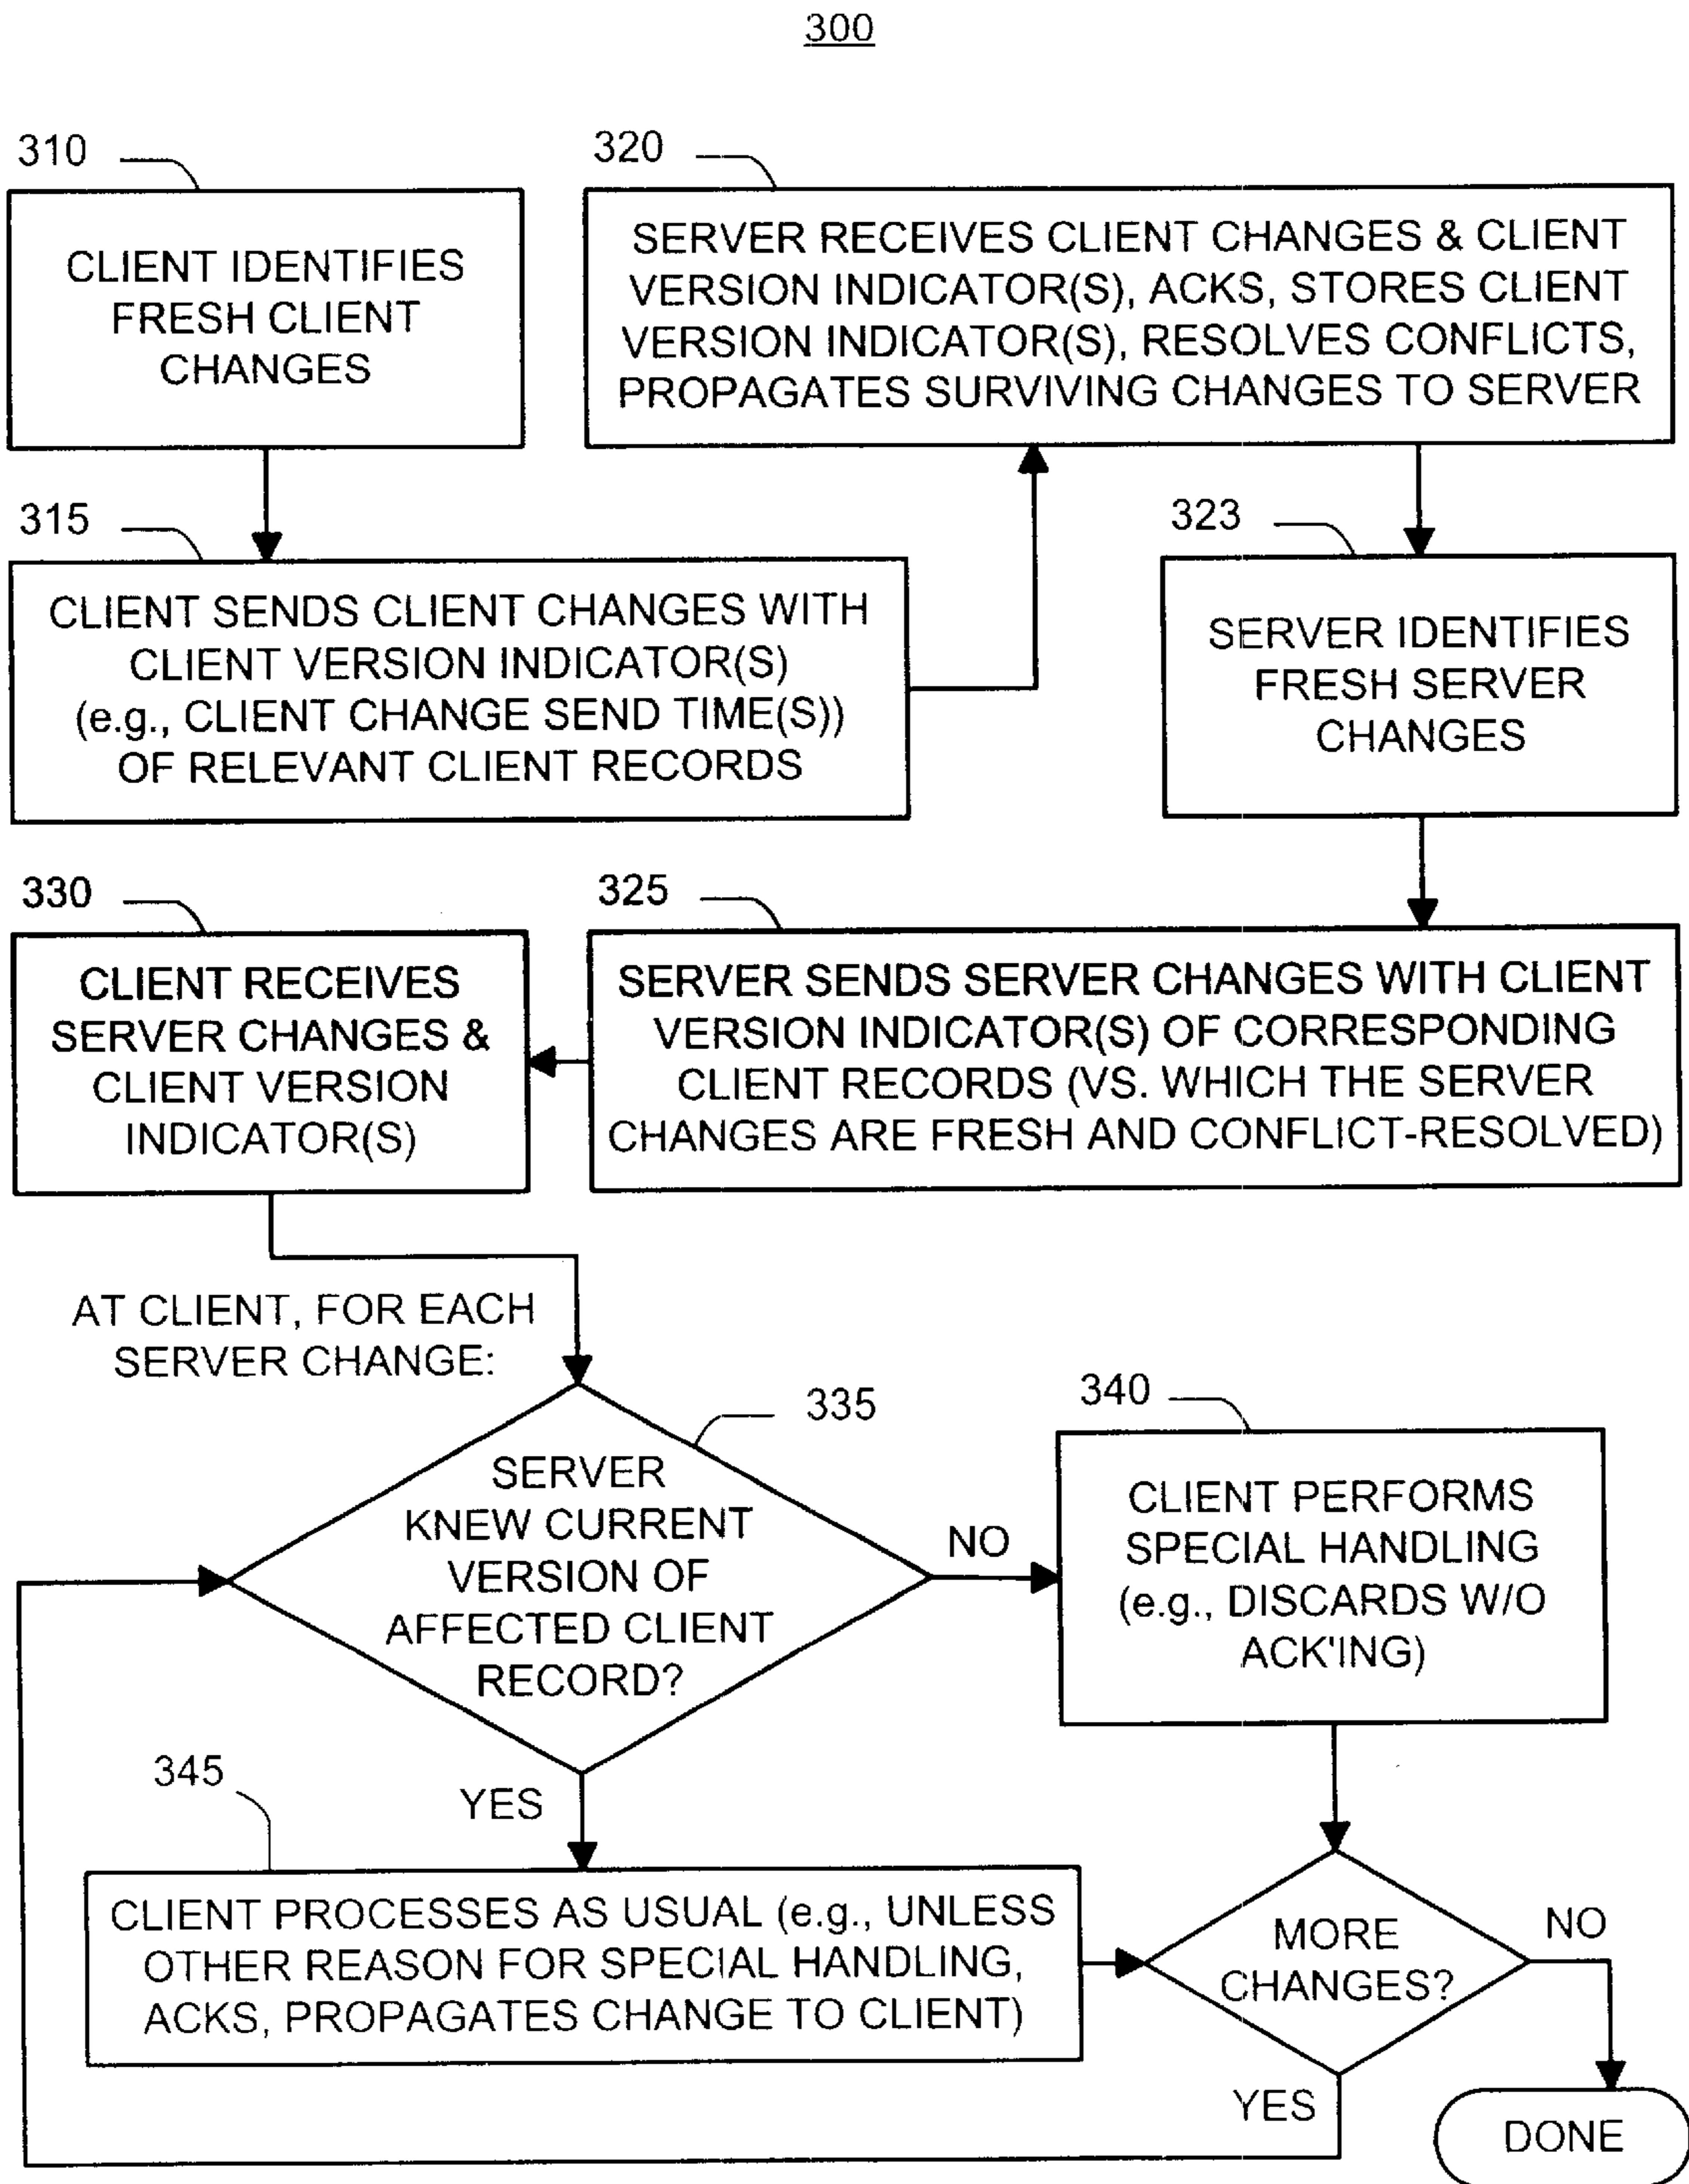 300
310
CLIENT IDENTIFIES
FRESH CLIENT
CHANGES
320
SERVER RECEIVES CLIENT CHANGES & CLIENT
VERSION INDICATOR(S), ACKS, STORES CLIENT
VERSION INDICATOR(S), RESOLVES CONFLICTS,
PROPAGATES SURVIVING CHANGES TO SERVER
315
CLIENT SENDS CLIENT CHANGES WITH
CLIENT VERSION INDICATOR(S)
(e.g., CLIENT CHANGE SEND TIME(S))
OF RELEVANT CLIENT RECORDS
323
SERVER IDENTIFIES
FRESH SERVER
CHANGES
330
CLIENT RECEIVES
SERVER CHANGES &
CLIENT VERSION
INDICATOR(S)
325
SERVER SENDS SERVER CHANGES WITH CLIENT
VERSION INDICATOR(S) OF CORRESPONDING
CLIENT RECORDS (VS. WHICH THE SERVER
CHANGES ARE FRESH AND CONFLICT-RESOLVED)
AT CLIENT, FOR EACH
SERVER CHANGE:
335
SERVER
KNEW CURRENT
VERSION OF
AFFECTED CLIENT
RECORD?
NO
340
CLIENT PERFORMS
SPECIAL HANDLING
(e.g., DISCARDS W/O
ACK'ING)
YES
345
CLIENT PROCESSES AS USUAL (e.g., UNLESS
OTHER REASON FOR SPECIAL HANDLING,
ACKS, PROPAGATES CHANGE TO CLIENT)
MORE
CHANGES?
NO
YES
DONE